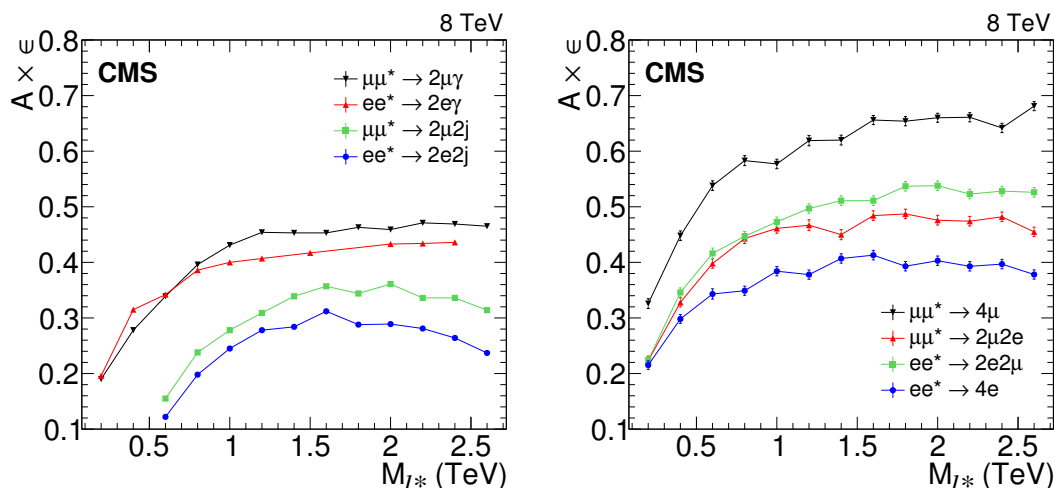 8 TeV
A × ϵ
0.8
0.7
0.6
0.5
0.4
0.3
0.2
0.1
CMS
μμ* → 2μγ
ee* → 2eγ
μμ* → 2μ2j
ee* → 2e2j
0.5 1 1.5 2 2.5
M_l* (TeV)
8 TeV
A × ϵ
0.8
0.7
0.6
0.5
0.4
0.3
0.2
0.1
CMS
μμ* → 4μ
μμ* → 2μ2e
ee* → 2e2μ
ee* → 4e
0.5 1 1.5 2 2.5
M_l* (TeV)